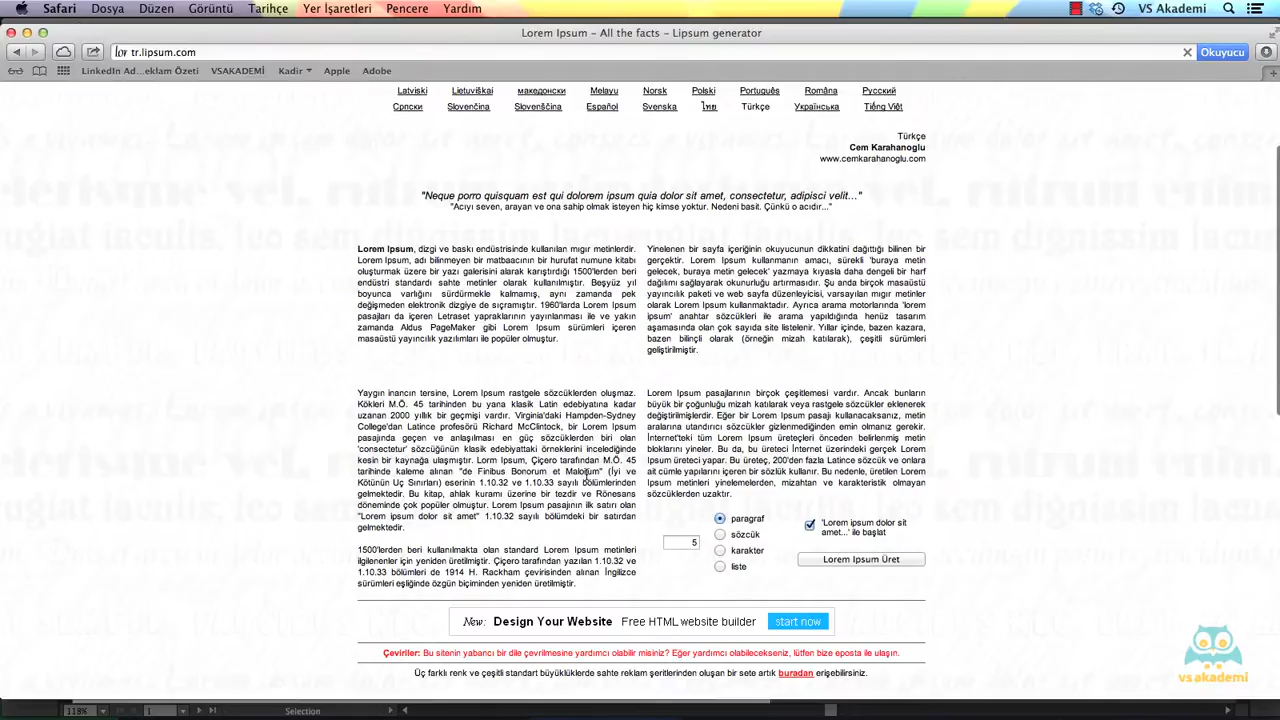 Safari Dosya Düzen Görüntü Tarihçe Yer İşaretleri Pencere Yardım VS Akademi
Lorem Ipsum – All the facts – Lipsum generator
tr.lipsum.com Okuyucu
LinkedIn Ad...eklam Özeti VSAKADEMİ Kadir Apple Adobe
Latviski Lietuviškai македонски Melayu Norsk Polski Português Româna Русский
Српски Slovenčina Slovenščina Español Svenska ไทย Türkçe Українська Tiếng Việt
Türkçe
Cem Karahanoglu
www.cemkarahanoglu.com
"Neque porro quisquam est qui dolorem ipsum quia dolor sit amet, consectetur, adipisci velit..."
"Acıyı seven, arayan ve ona sahip olmak isteyen hiç kimse yoktur. Nedeni basit. Çünkü o acıdır..."
Lorem Ipsum, dizgi ve baskı endüstrisinde kullanılan mıgır metinlerdir.
Lorem Ipsum, adı bilinmeyen bir matbaacının bir hurufat numune kitabı
oluşturmak üzere bir yazı galerisini alarak karıştırdığı 1500'lerden beri
endüstri standardı sahte metinler olarak kullanılmıştır. Beşyüz yıl
boyunca varlığını sürdürmekle kalmamış, aynı zamanda pek
değişmeden elektronik dizgiye de sıçramıştır. 1960'larda Lorem Ipsum
pasajları da içeren Letraset yapraklarının yayınlanması ile ve yakın
zamanda Aldus PageMaker gibi Lorem Ipsum sürümleri içeren
masaüstü yayıncılık yazılımları ile popüler olmuştur.
Yinelenen bir sayfa içeriğinin okuyucunun dikkatini dağıttığı bilinen bir
gerçektir. Lorem Ipsum kullanmanın amacı, sürekli 'buraya metin
gelecek, buraya metin gelecek' yazmaya kıyasla daha dengeli bir harf
dağılımı sağlayarak okunurluğu artırmasıdır. Şu anda birçok masaüstü
yayıncılık paketi ve web sayfa düzenleyicisi, varsayılan mıgır metinler
olarak Lorem Ipsum kullanmaktadır. Ayrıca arama motorlarında 'lorem
ipsum' anahtar sözcükleri ile arama yapıldığında henüz tasarım
aşamasında olan çok sayıda site listelenir. Yıllar içinde, bazen kazara,
bazen bilinçli olarak (örneğin mizah katılarak), çeşitli sürümleri
geliştirilmiştir.
Yaygın inancın tersine, Lorem Ipsum rastgele sözcüklerden oluşmaz.
Kökleri M.Ö. 45 tarihinden bu yana klasik Latin edebiyatına kadar
uzanan 2000 yıllık bir geçmişi vardır. Virginia'daki Hampden-Sydney
College'dan Latince profesörü Richard McClintock, bir Lorem Ipsum
pasajında geçen ve anlaşılması en güç sözcüklerden biri olan
'consectetur' sözcüğünün klasik edebiyattaki örneklerini incelediğinde
kesin bir kaynağa ulaşmıştır. Lorem Ipsum, Çiçero tarafından M.Ö. 45
tarihinde kaleme alınan "de Finibus Bonorum et Malorum" (İyi ve
Kötünün Uç Sınırları) eserinin 1.10.32 ve 1.10.33 sayılı bölümlerinden
gelmektedir. Bu kitap, ahlak kuramı üzerine bir tezdir ve Rönesans
döneminde çok popüler olmuştur. Lorem Ipsum pasajının ilk satırı olan
"Lorem ipsum dolor sit amet" 1.10.32 sayılı bölümdeki bir satırdan
gelmektedir.
1500'lerden beri kullanılmakta olan standard Lorem Ipsum metinleri
ilgilenenler için yeniden üretilmiştir. Çiçero tarafından yazılan 1.10.32 ve
1.10.33 bölümleri de 1914 H. Rackham çevirisinden alınan İngilizce
sürümleri eşliğinde özgün biçiminden yeniden üretilmiştir.
Lorem Ipsum pasajlarının birçok çeşitlemesi vardır. Ancak bunların
büyük bir çoğunluğu mizah katılarak veya rastgele sözcükler eklenerek
değiştirilmişlerdir. Eğer bir Lorem Ipsum pasajı kullanacaksanız, metin
aralarına utandırıcı sözcükler gizlenmediğinden emin olmanız gerekir.
İnternet'teki tüm Lorem Ipsum üreteçleri önceden belirlenmiş metin
bloklarını yineler. Bu da, bu üreteci İnternet üzerindeki gerçek Lorem
Ipsum üreteci yapar. Bu üreteç, 200'den fazla Latince sözcük ve onlara
ait cümle yapılarını içeren bir sözlük kullanır. Bu nedenle, üretilen Lorem
Ipsum metinleri yinelemelerden, mizahtan ve karakteristik olmayan
sözcüklerden uzaktır.
5
paragraf
sözcük
karakter
liste
'Lorem ipsum dolor sit
amet...' ile başlat
Lorem Ipsum Üret
New: Design Your Website Free HTML website builder start now
Çeviriler: Bu sitenin yabancı bir dile çevrilmesine yardımcı olabilir misiniz? Eğer yardımcı olabilecekseniz, lütfen bize eposta ile ulaşın.
Üç farklı renk ve çeşitli standart büyüklüklerde sahte reklam şeritlerinden oluşan bir sete artık buradan erişebilirsiniz.
vs akademi
118% 1 Selection